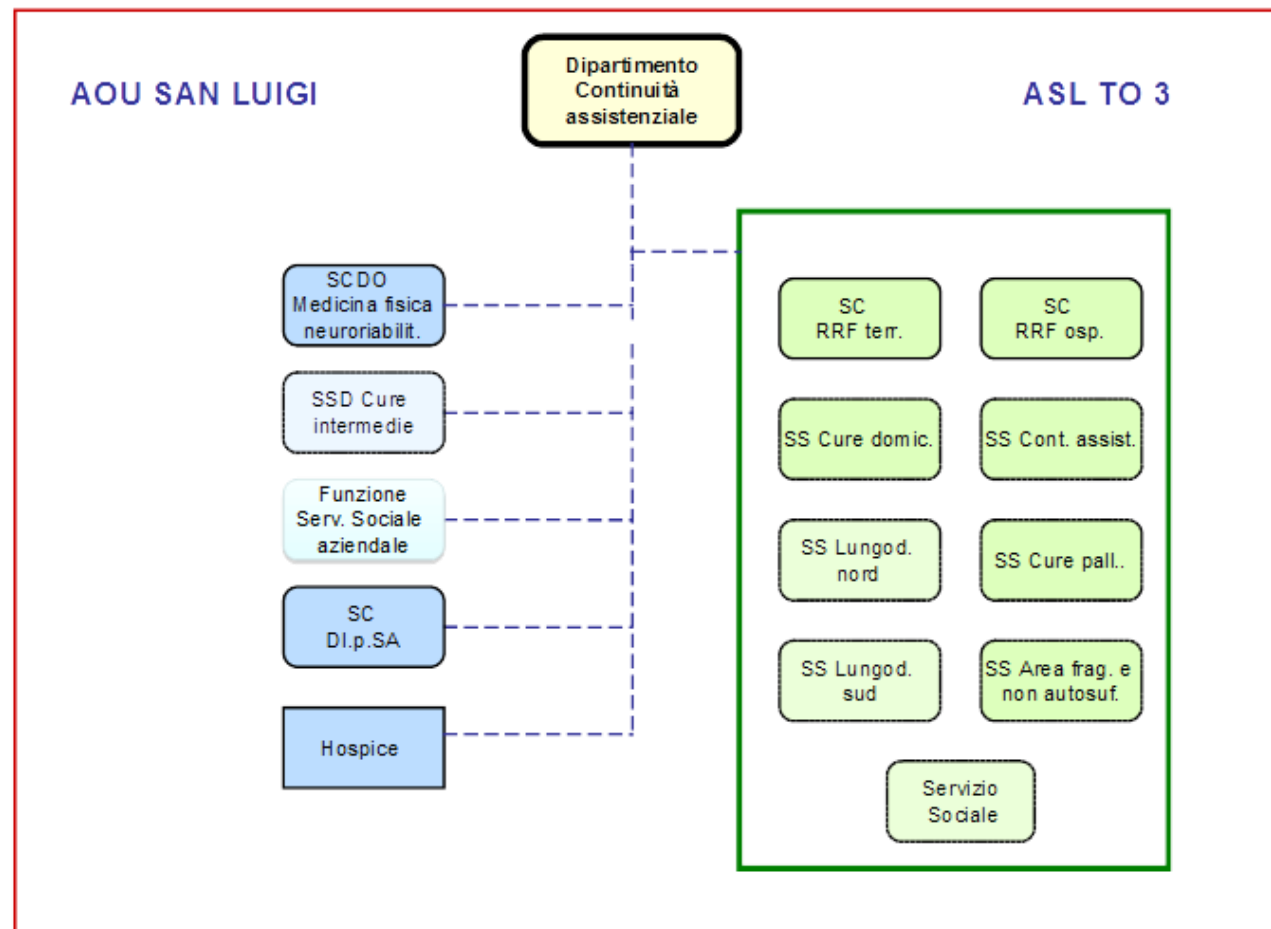 Dipartimento
Continuità
assistenziale
AOU SAN LUIGI
ASL TO 3
SCDO
Medicina fisica
neuroriabilit.
SSD Cure
intermedie
Funzione
Serv. Sociale
aziendale
SC
DI.p.SA
Hospice
SC
RRF terr.
SC
RRF osp.
SS Cure domic.
SS Cont. assist.
SS Lungod.
nord
SS Cure pall..
SS Lungod.
sud
SS Area frag. e
non autosuf.
Servizio
Sociale